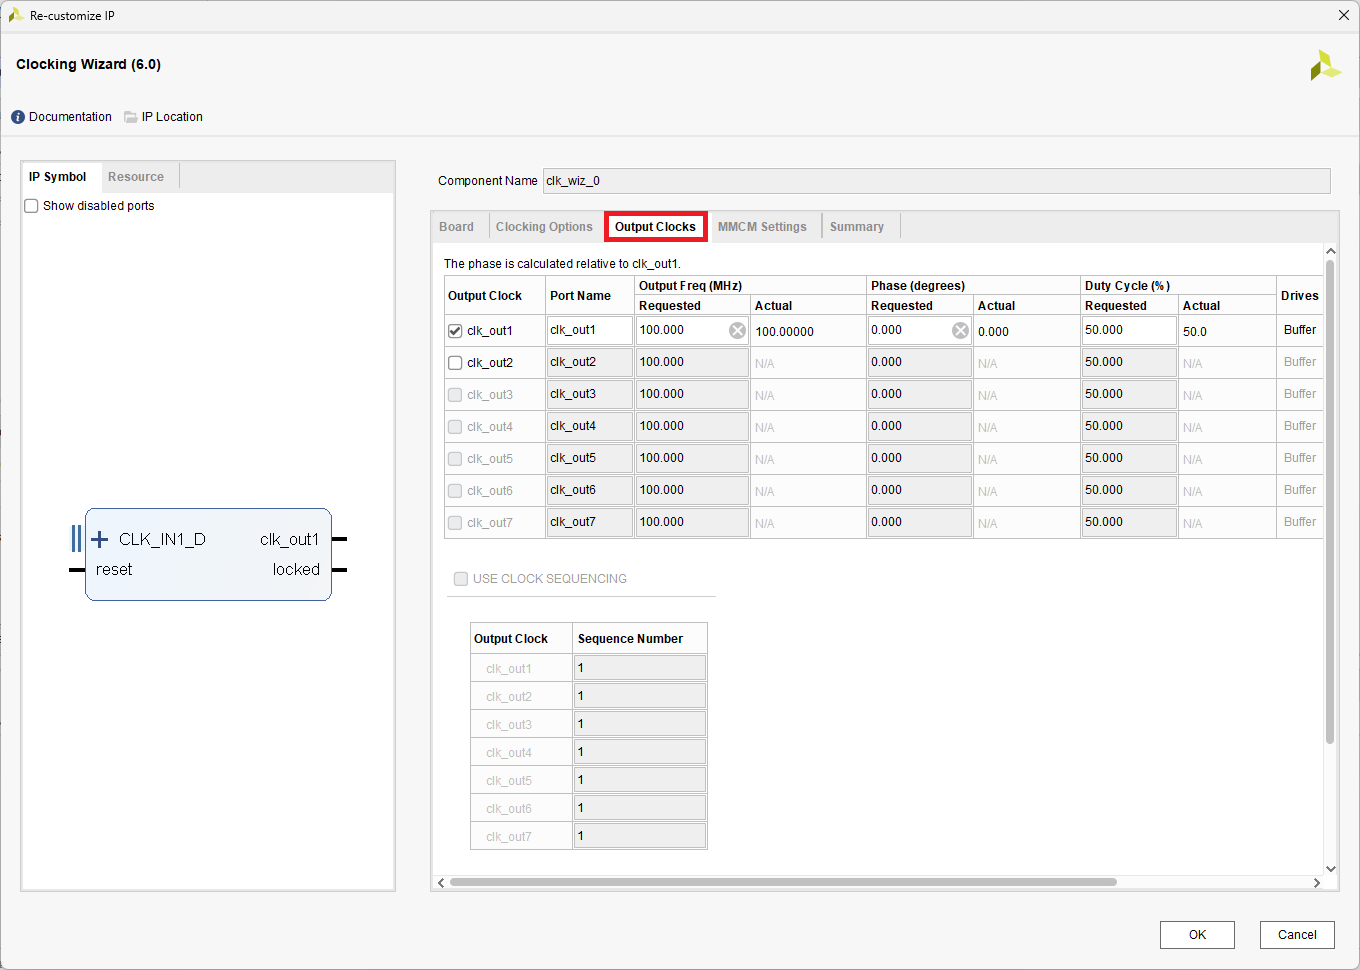 Re-customize IP
Clocking Wizard (6.0)
Documentation IP Location
IP Symbol Resource
Show disabled ports
CLK_IN1_D clk_out1
reset locked
Component Name clk_wiz_0
Board Clocking Options Output Clocks MMCM Settings Summary
The phase is calculated relative to clk_out1.
Output Clock Port Name Output Freq (MHz) Phase (degrees) Duty Cycle (%) Drives
Requested Actual Requested Actual Requested Actual
clk_out1 clk_out1 100.000 100.00000 0.000 0.000 50.000 50.0 Buffer
clk_out2 clk_out2 100.000 N/A 0.000 N/A 50.000 N/A Buffer
clk_out3 clk_out3 100.000 N/A 0.000 N/A 50.000 N/A Buffer
clk_out4 clk_out4 100.000 N/A 0.000 N/A 50.000 N/A Buffer
clk_out5 clk_out5 100.000 N/A 0.000 N/A 50.000 N/A Buffer
clk_out6 clk_out6 100.000 N/A 0.000 N/A 50.000 N/A Buffer
clk_out7 clk_out7 100.000 N/A 0.000 N/A 50.000 N/A Buffer
USE CLOCK SEQUENCING
Output Clock Sequence Number
clk_out1 1
clk_out2 1
clk_out3 1
clk_out4 1
clk_out5 1
clk_out6 1
clk_out7 1
OK Cancel